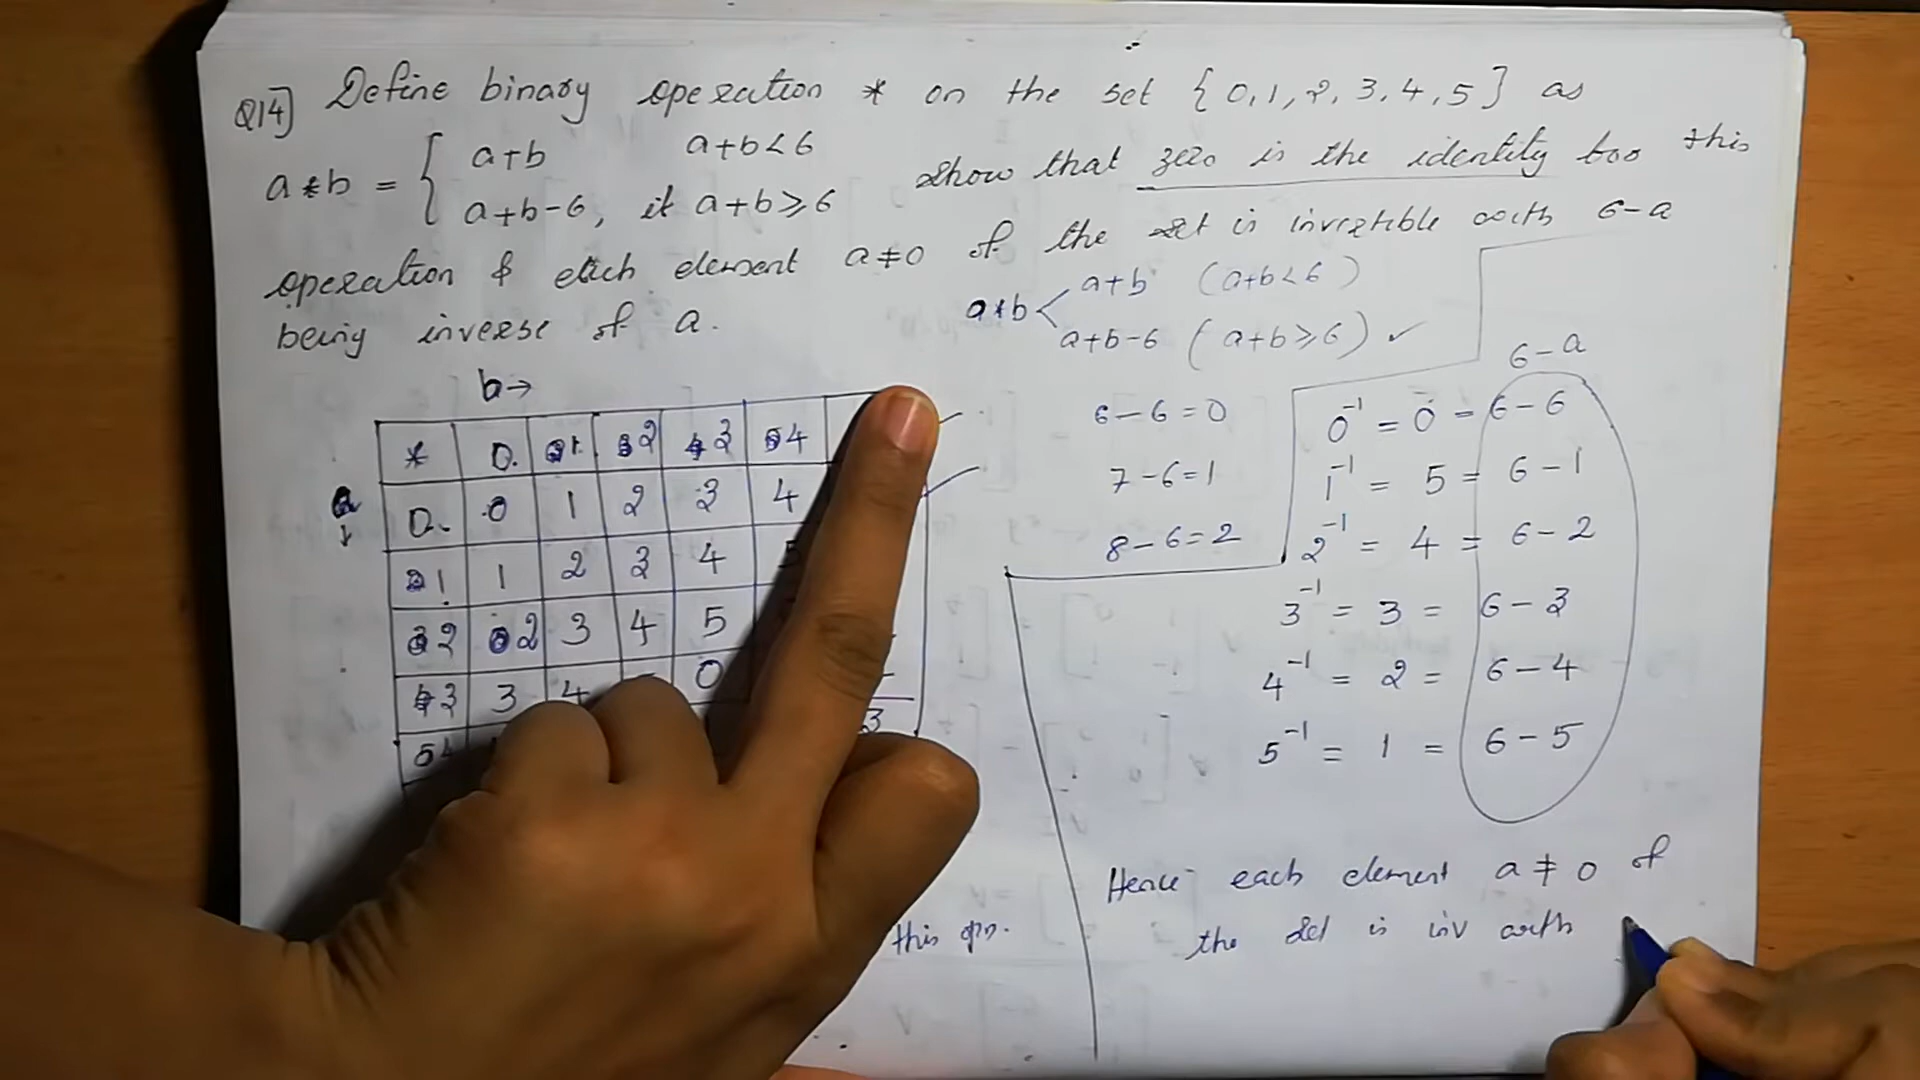 Q14] Define binary operation * on the set { 0,1,2,3,4,5 } as
a*b = { a+b a+b<6
a+b-6, if a+b≥6 show that zero is the identity for this
operation & each element a≠0 of the set is invertible with 6-a
being inverse of a.
a*b < a+b (a+b<6)
a+b-6 (a+b≥6) ✓
b→
a↓
* 0 1 2 3 4
0 0 1 2 3 4
1 1 2 3 4 5
2 2 3 4 5
3 3 4 0
3
6-6=0
7-6=1
8-6=2
6-a
0⁻¹ = 0 = 6-6
1⁻¹ = 5 = 6-1
2⁻¹ = 4 = 6-2
3⁻¹ = 3 = 6-3
4⁻¹ = 2 = 6-4
5⁻¹ = 1 = 6-5
this opn.
Hence each element a≠0 of
the set is inv with